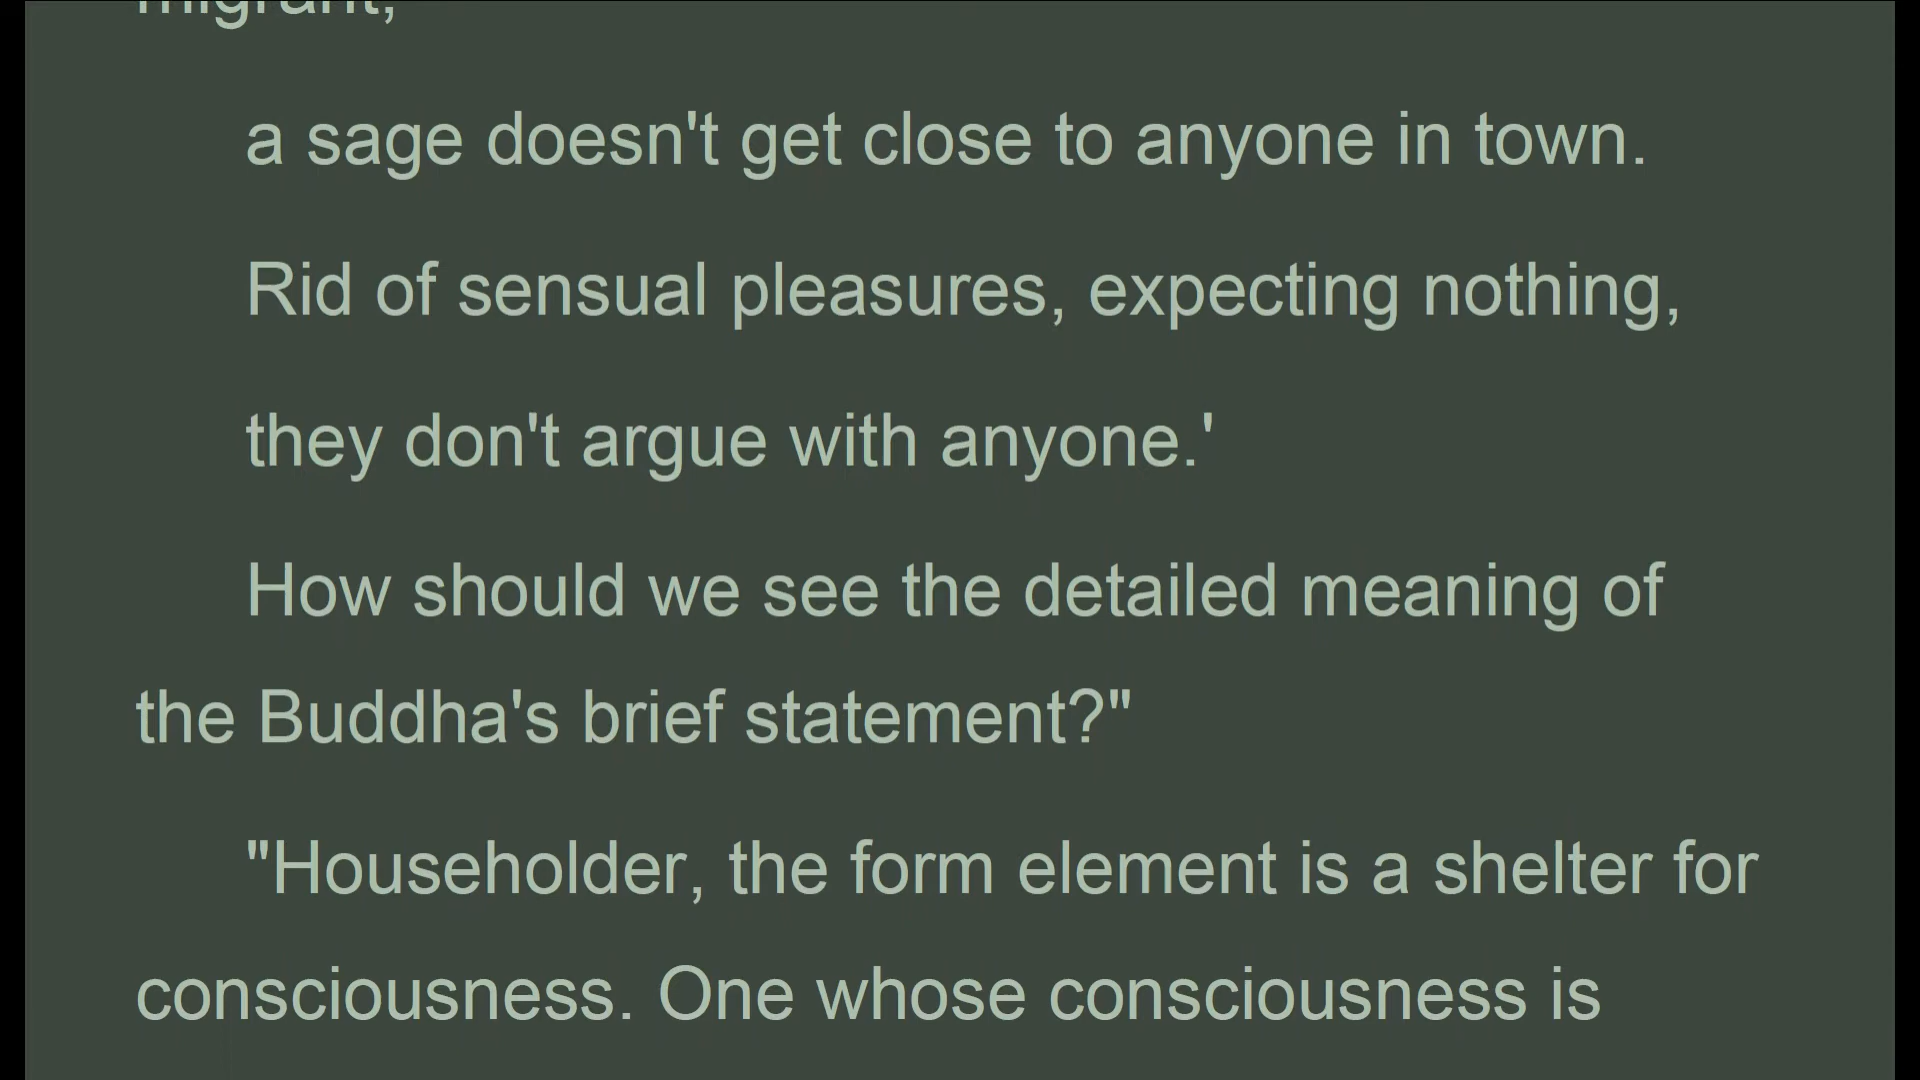 migrant,
a sage doesn't get close to anyone in town.
Rid of sensual pleasures, expecting nothing,
they don't argue with anyone.'
How should we see the detailed meaning of
the Buddha's brief statement?"
"Householder, the form element is a shelter for
consciousness. One whose consciousness is